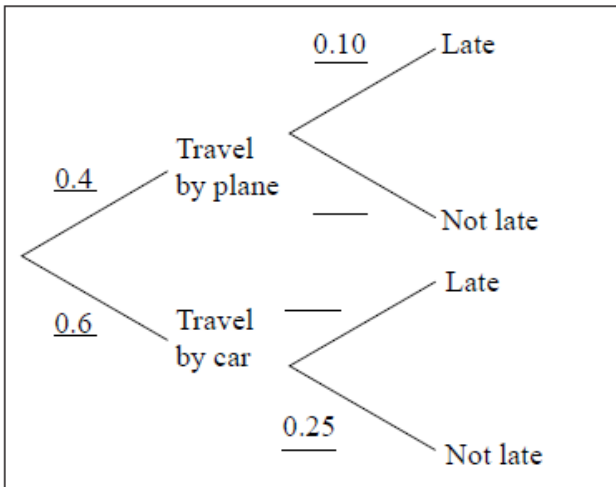 0.10
Late
Travel
by plane
0.4
Not late
Late
0.6
Travel
by car
0.25
Not late